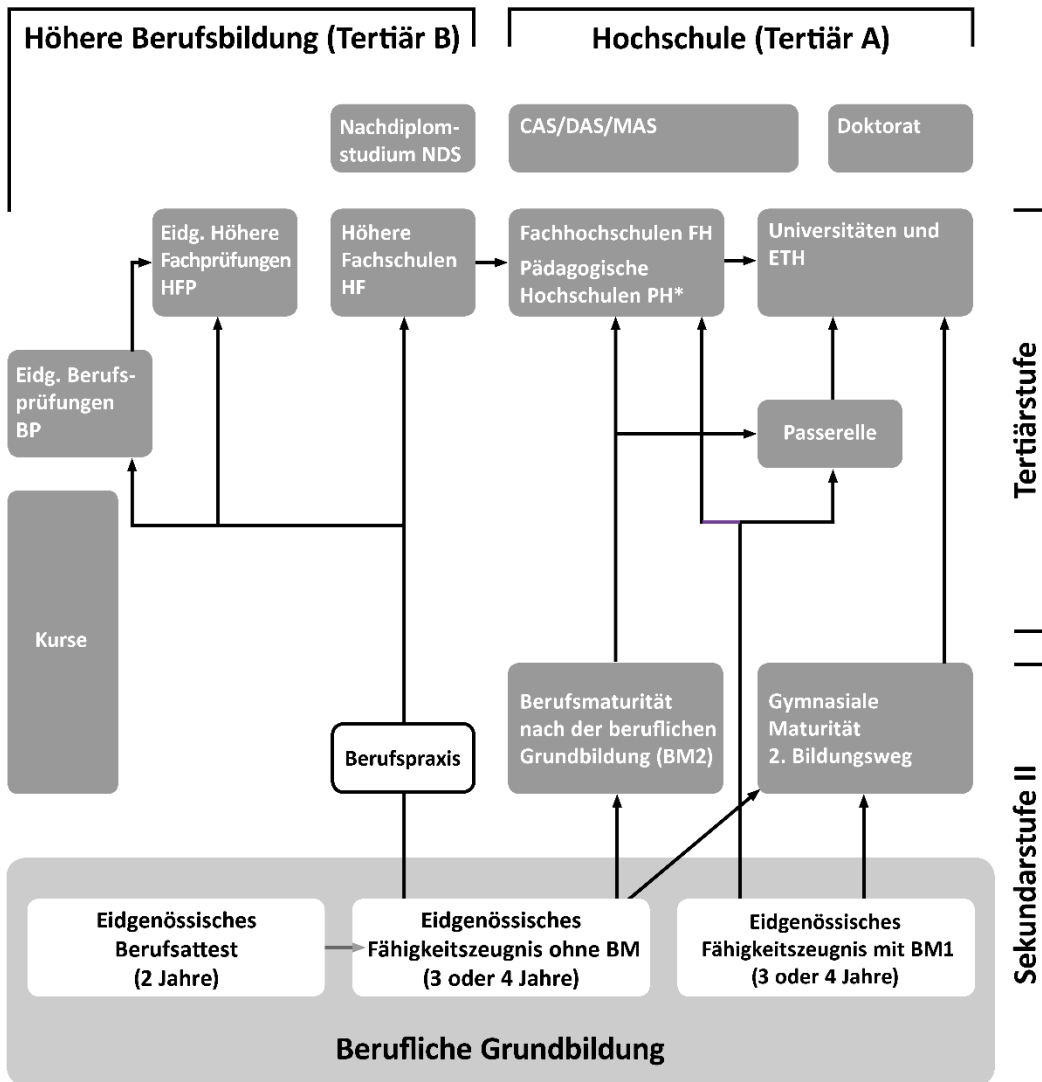 Höhere Berufsbildung (Tertiär B)
Hochschule (Tertiär A)
Nachdiplom-
studium NDS
CAS/DAS/MAS
Doktorat
Eidg. Höhere
Fachprüfungen
HFP
Höhere
Fachschulen
HF
Fachhochschulen FH
Pädagogische
Hochschulen PH*
Universitäten und
ETH
Eidg. Berufs-
prüfungen
BP
Passerelle
Tertiärstufe
Kurse
Berufspraxis
Berufsmaturität
nach der beruflichen
Grundbildung (BM2)
Gymnasiale
Maturität
2. Bildungsweg
Sekundarstufe II
Eidgenössisches
Berufsattest
(2 Jahre)
Eidgenössisches
Fähigkeitszeugnis ohne BM
(3 oder 4 Jahre)
Eidgenössisches
Fähigkeitszeugnis mit BM1
(3 oder 4 Jahre)
Berufliche Grundbildung